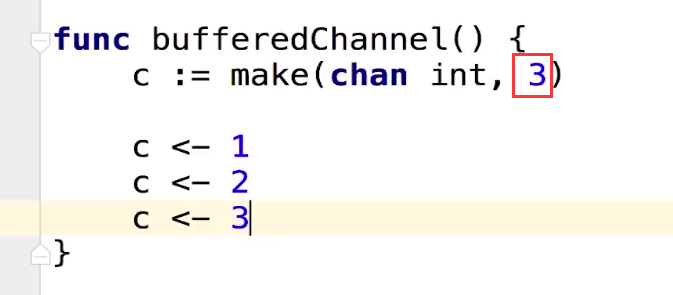 func bufferedChannel() {
    c := make(chan int, 3)

    c <- 1
    c <- 2
    c <- 3
}